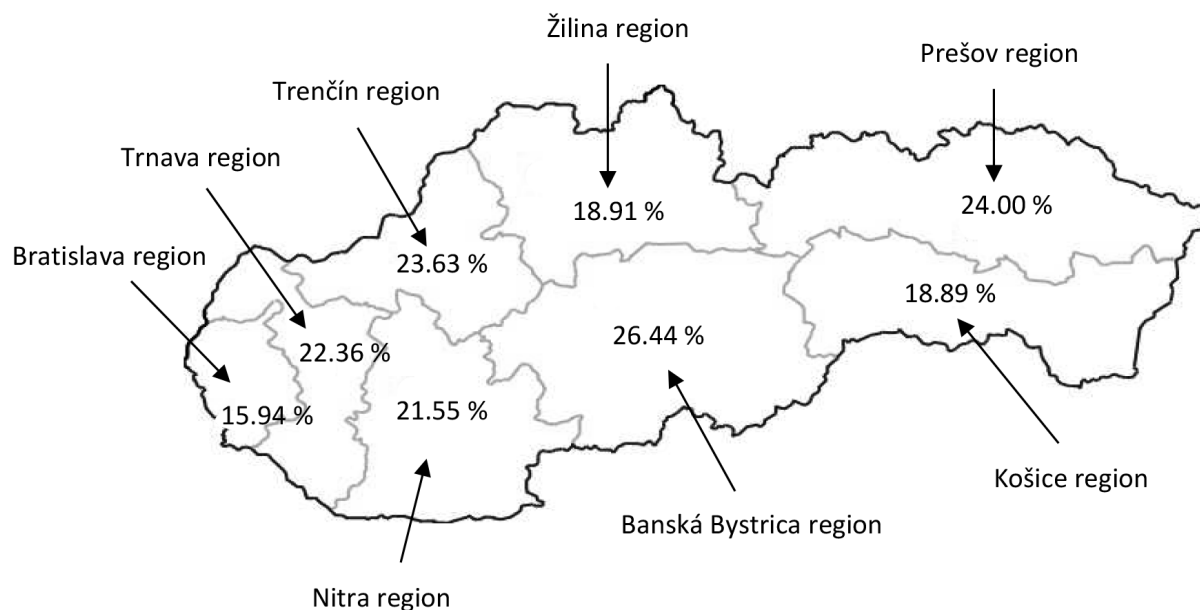 Žilina region
Prešov region
Trenčín region
Trnava region
Bratislava region
18.91 %
24.00 %
23.63 %
18.89 %
22.36 %
26.44 %
15.94 %
21.55 %
Košice region
Banská Bystrica region
Nitra region